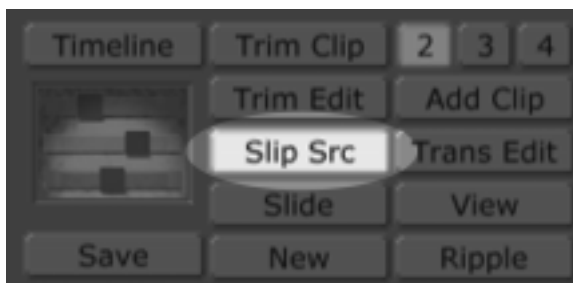 Timeline Trim Clip 2 3 4
Trim Edit Add Clip
Slip Src Trans Edit
Slide View
Save New Ripple